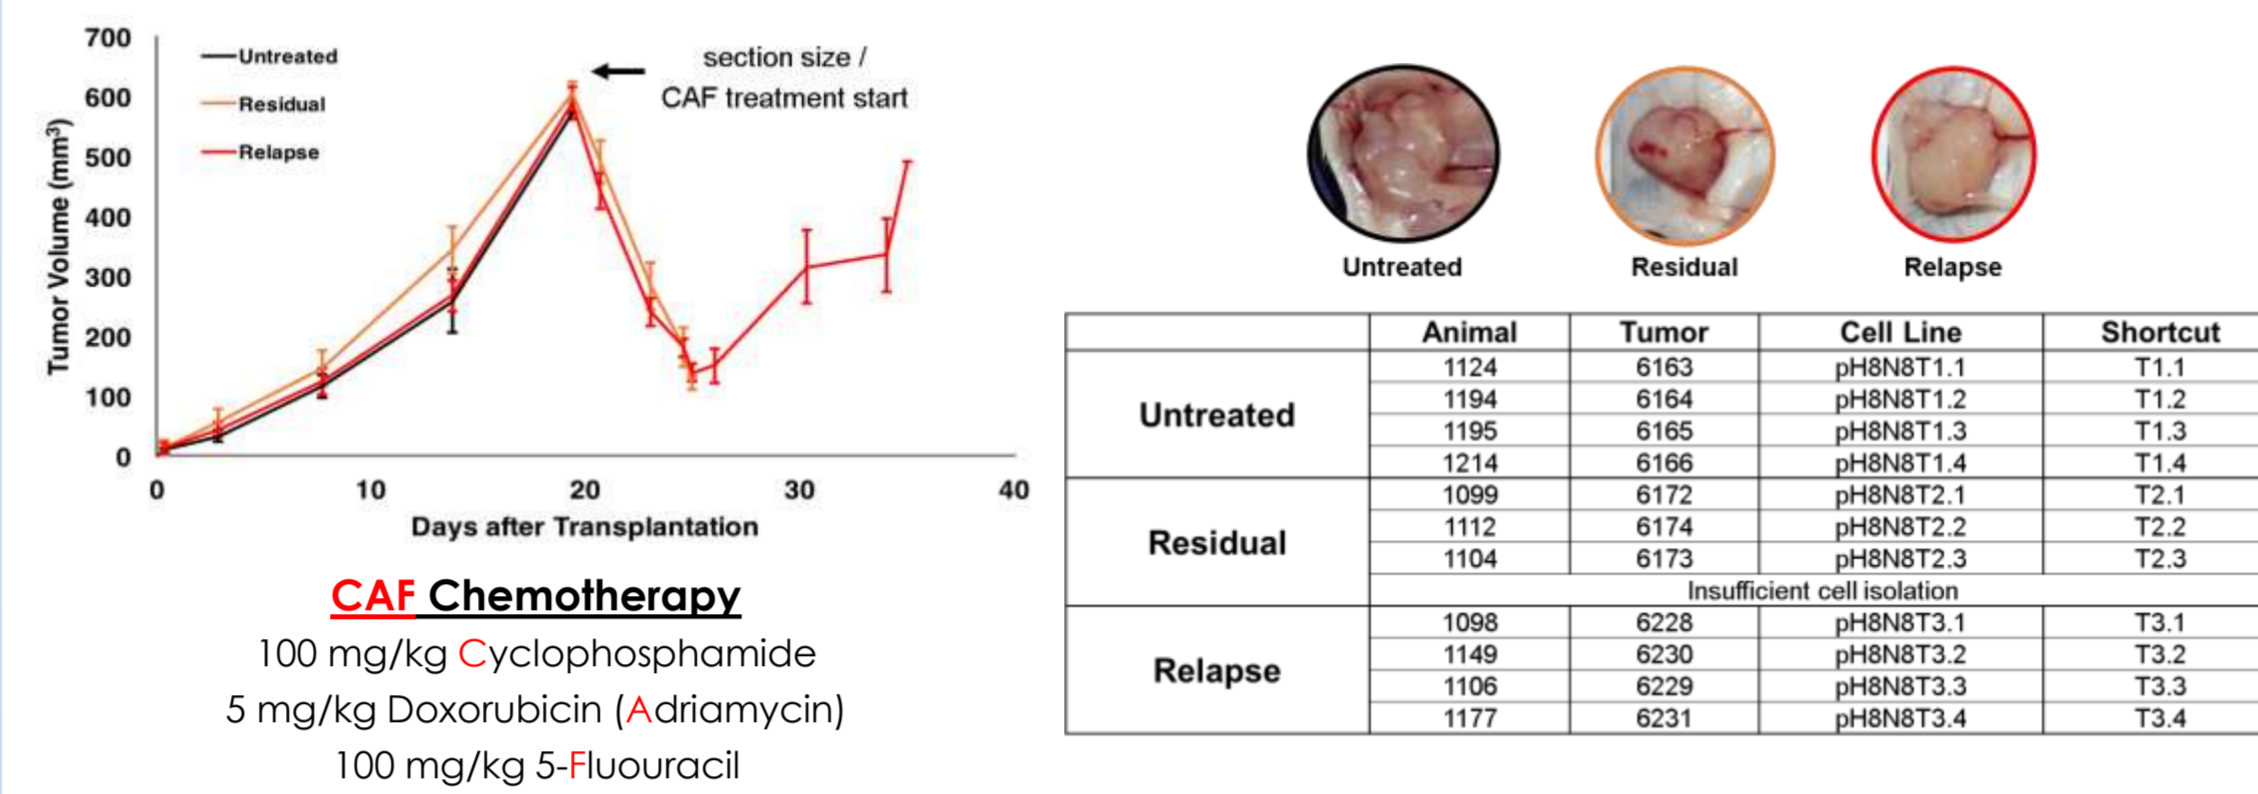 700
600
500
400
300
200
100
0
Tumor Volume (mm³)
Untreated
Residual
Relapse
section size /
CAF treatment start
0 10 20 30 40
Days after Transplantation
CAF Chemotherapy
100 mg/kg Cyclophosphamide
5 mg/kg Doxorubicin (Adriamycin)
100 mg/kg 5-Fluouracil
Untreated Residual Relapse
Animal Tumor Cell Line Shortcut
Untreated
1124 6163 pH8N8T1.1 T1.1
1194 6164 pH8N8T1.2 T1.2
1195 6165 pH8N8T1.3 T1.3
1214 6166 pH8N8T1.4 T1.4
Residual
1099 6172 pH8N8T2.1 T2.1
1112 6174 pH8N8T2.2 T2.2
1104 6173 pH8N8T2.3 T2.3
Insufficient cell isolation
Relapse
1098 6228 pH8N8T3.1 T3.1
1149 6230 pH8N8T3.2 T3.2
1106 6229 pH8N8T3.3 T3.3
1177 6231 pH8N8T3.4 T3.4